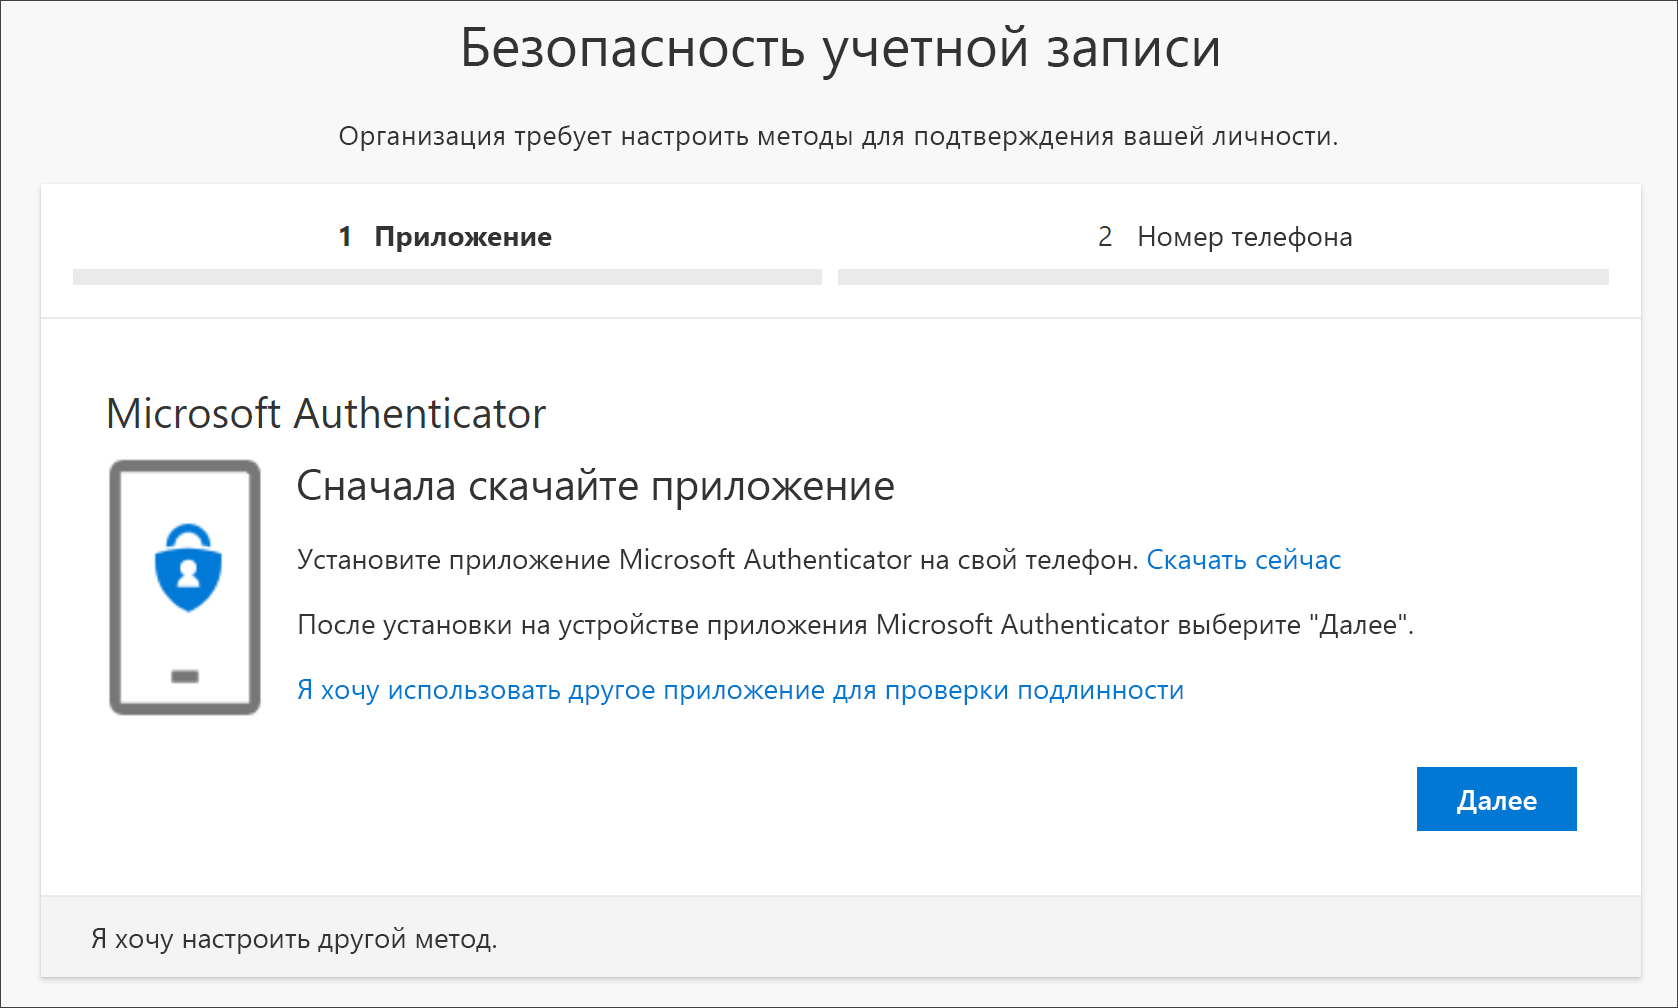 Безопасность учетной записи
Организация требует настроить методы для подтверждения вашей личности.
1 Приложение
2 Номер телефона
Microsoft Authenticator
Сначала скачайте приложение
Установите приложение Microsoft Authenticator на свой телефон. Скачать сейчас
После установки на устройстве приложения Microsoft Authenticator выберите "Далее".
Я хочу использовать другое приложение для проверки подлинности
Далее
Я хочу настроить другой метод.